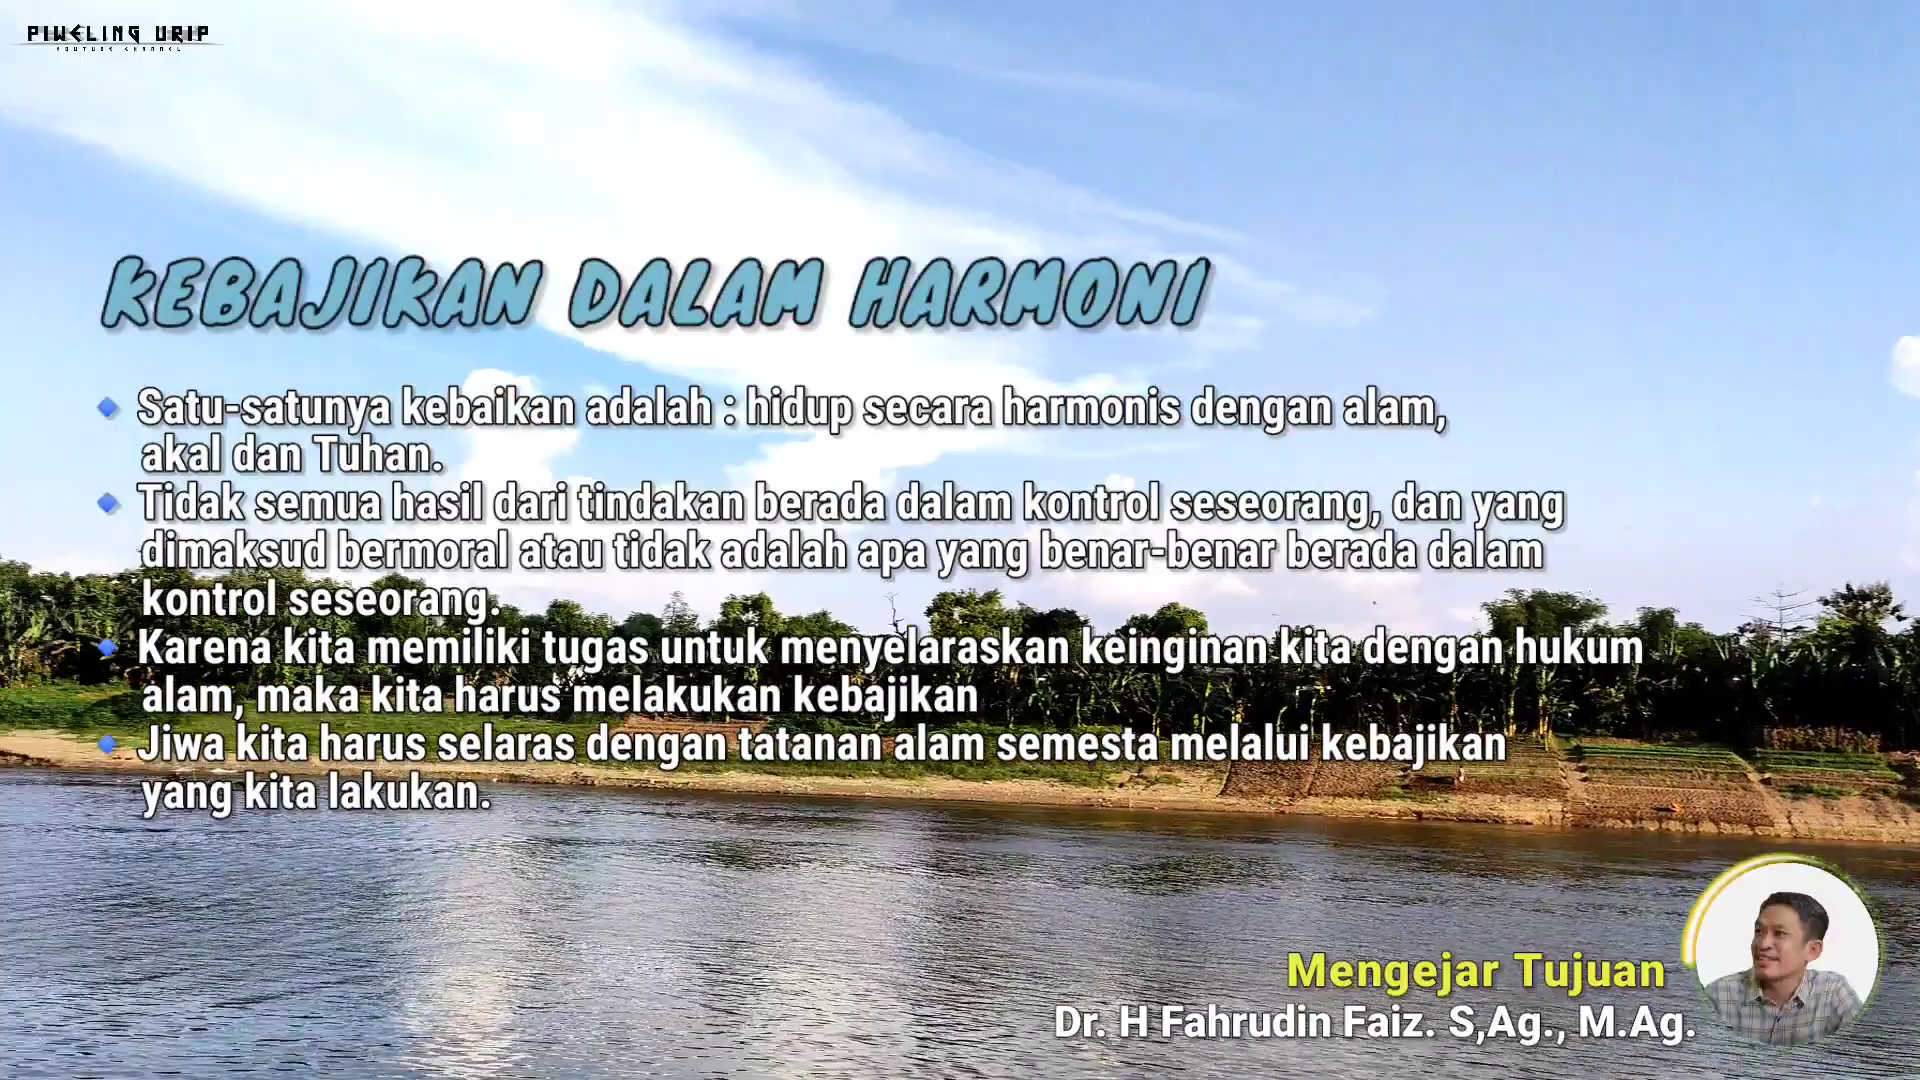 PIWELING URIP
YOUTUBE CHANNEL
KEBAJIKAN DALAM HARMONI
Satu-satunya kebaikan adalah : hidup secara harmonis dengan alam,
akal dan Tuhan.
Tidak semua hasil dari tindakan berada dalam kontrol seseorang, dan yang
dimaksud bermoral atau tidak adalah apa yang benar-benar berada dalam
kontrol seseorang.
Karena kita memiliki tugas untuk menyelaraskan keinginan kita dengan hukum
alam, maka kita harus melakukan kebajikan
Jiwa kita harus selaras dengan tatanan alam semesta melalui kebajikan
yang kita lakukan.
Mengejar Tujuan
Dr. H Fahrudin Faiz. S,Ag., M.Ag.